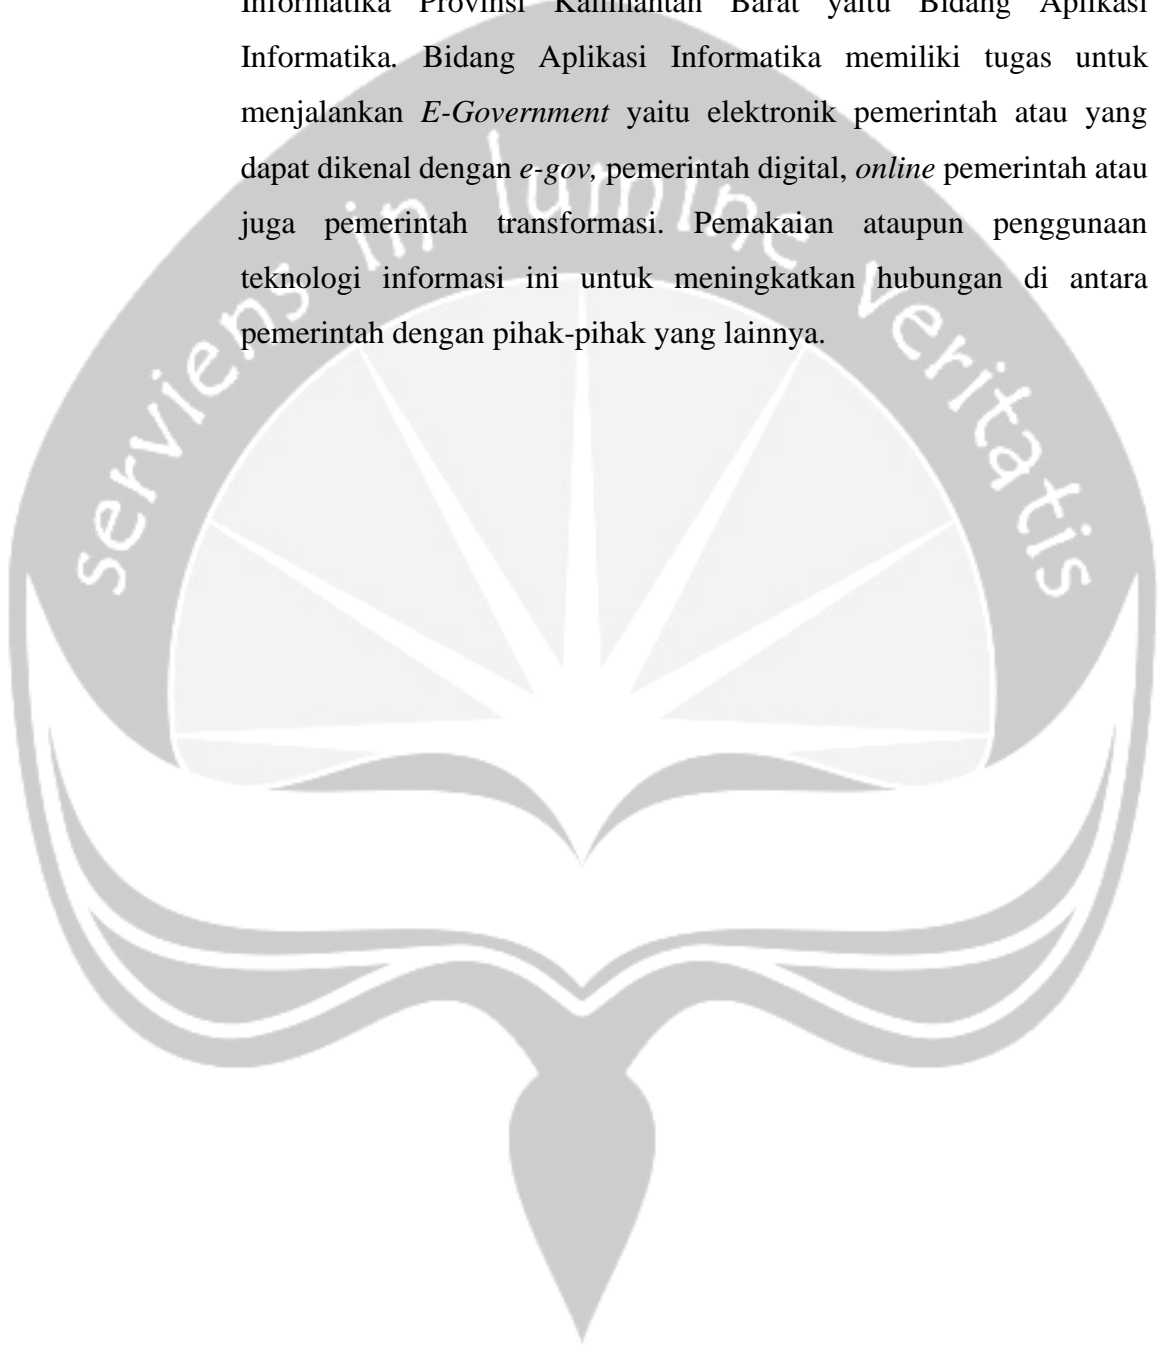 Informatika Provinsi Kalimantan Barat yaitu Bidang Aplikasi
Informatika. Bidang Aplikasi Informatika memiliki tugas untuk
menjalankan E-Government yaitu elektronik pemerintah atau yang
dapat dikenal dengan e-gov, pemerintah digital, online pemerintah atau
juga pemerintah transformasi. Pemakaian ataupun penggunaan
teknologi informasi ini untuk meningkatkan hubungan di antara
pemerintah dengan pihak-pihak yang lainnya.
serviens in lumine veritatis